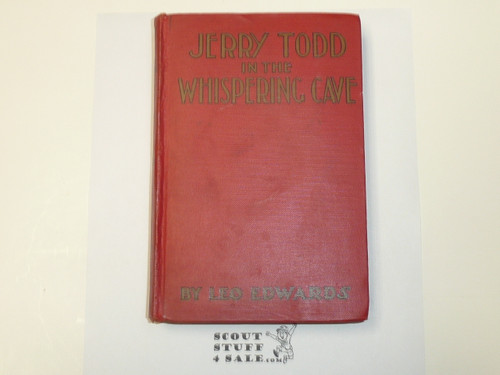 JERRY TODD
IN THE
WHISPERING CAVE
BY LEO EDWARDS
SCOUT
STUFF
4 SALE.com